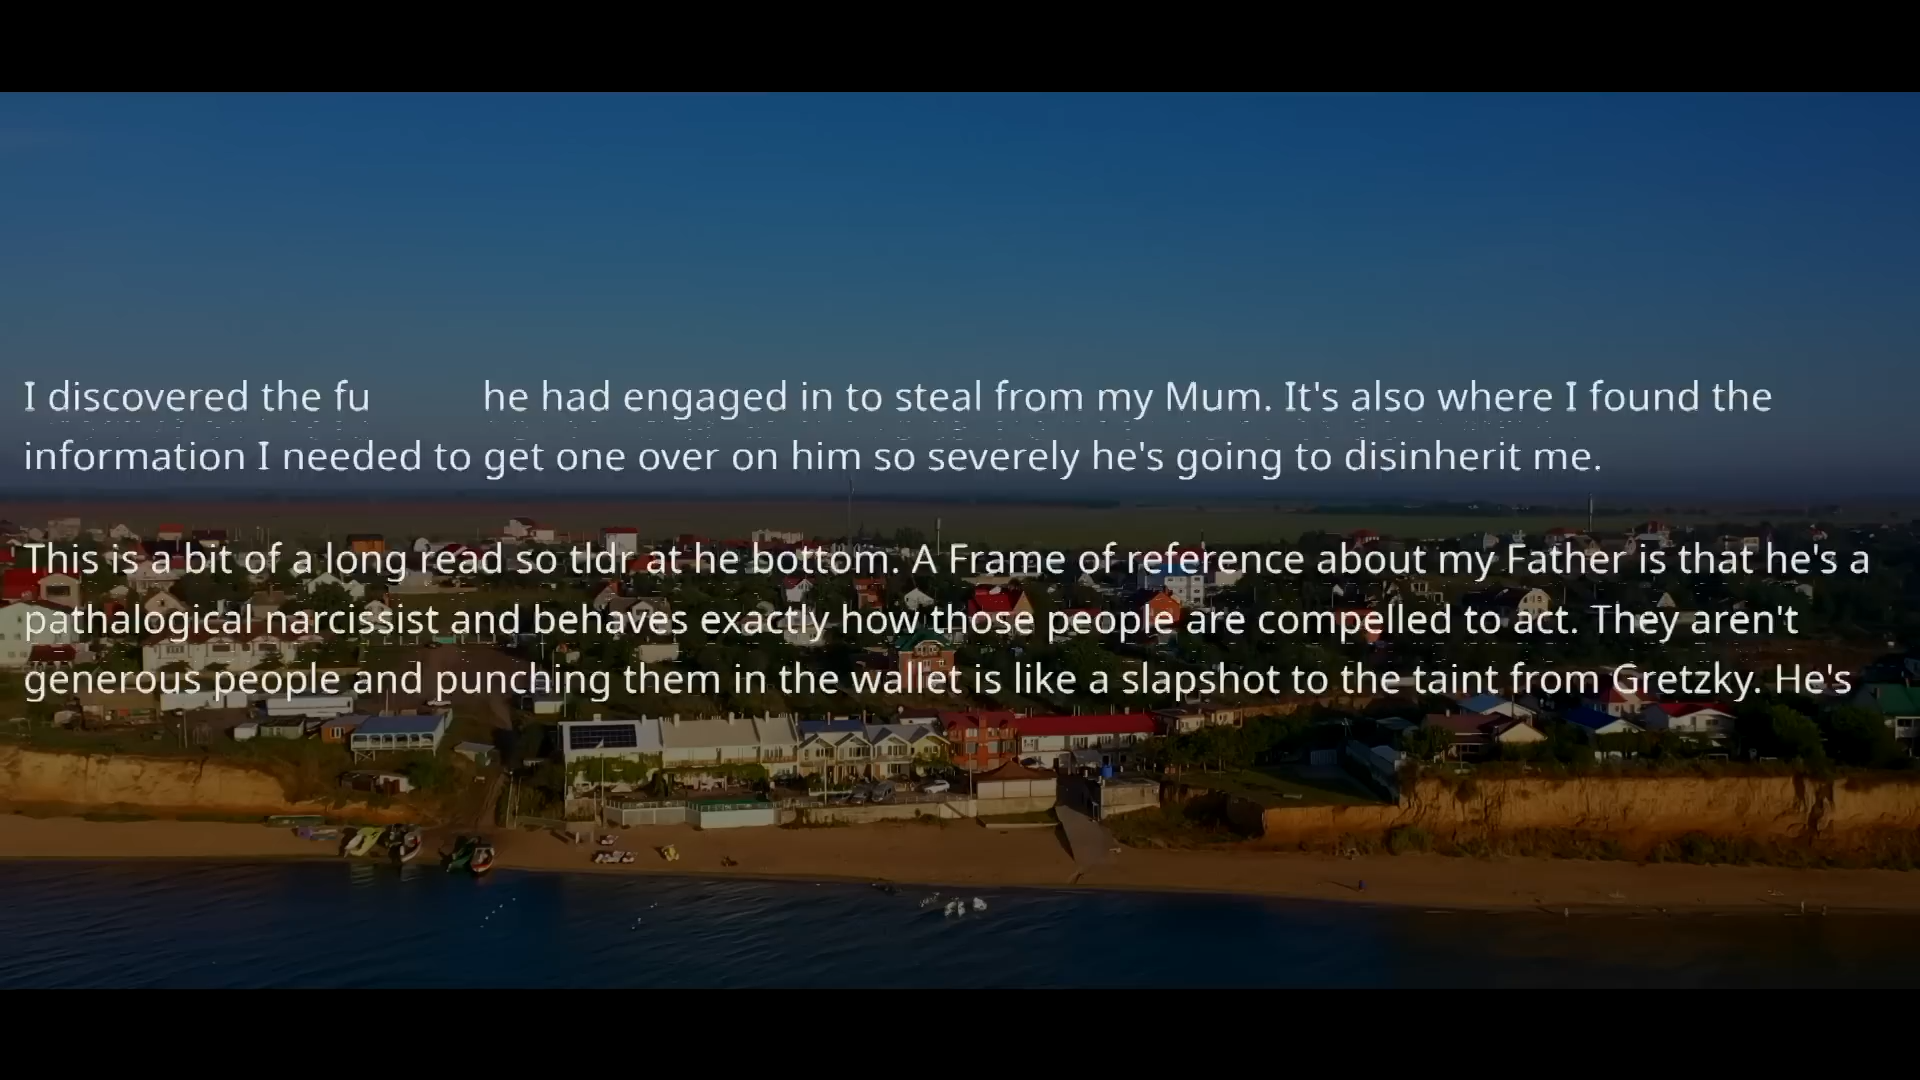 I discovered the fu he had engaged in to steal from my Mum. It's also where I found the
information I needed to get one over on him so severely he's going to disinherit me.
This is a bit of a long read so tldr at he bottom. A Frame of reference about my Father is that he's a
pathalogical narcissist and behaves exactly how those people are compelled to act. They aren't
generous people and punching them in the wallet is like a slapshot to the taint from Gretzky. He's